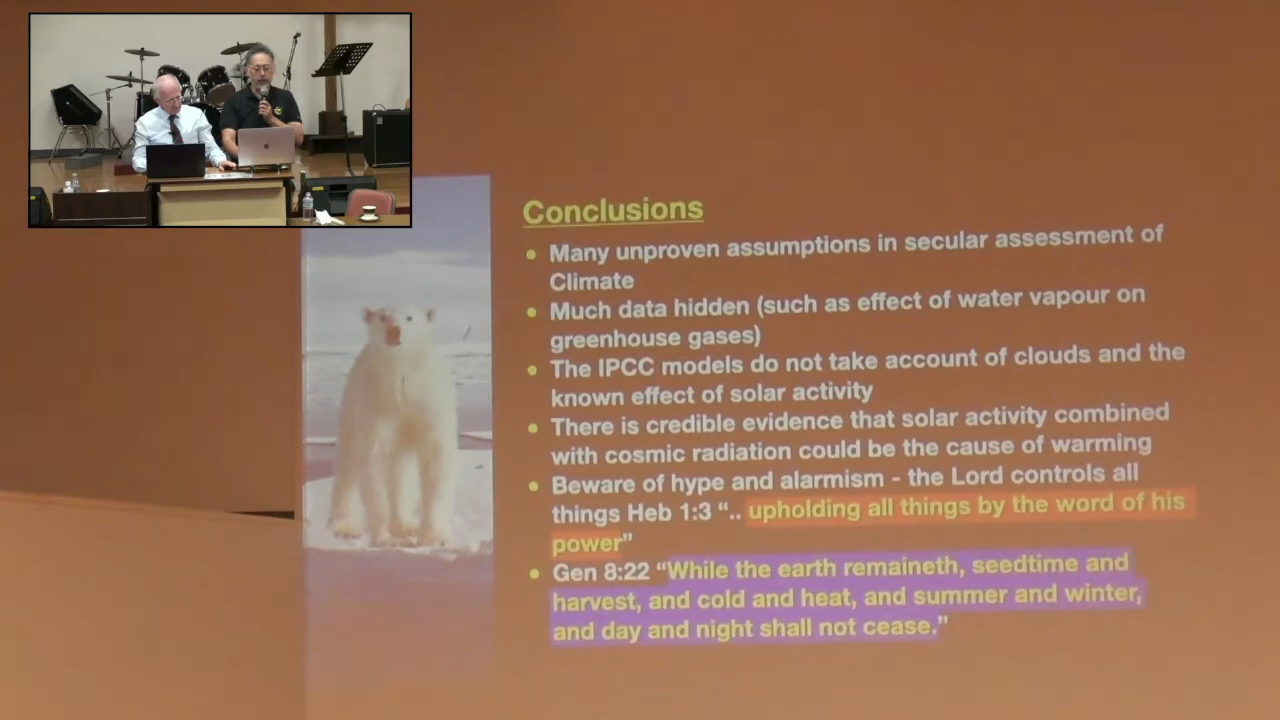 Conclusions
• Many unproven assumptions in secular assessment of
Climate
• Much data hidden (such as effect of water vapour on
greenhouse gases)
• The IPCC models do not take account of clouds and the
known effect of solar activity
• There is credible evidence that solar activity combined
with cosmic radiation could be the cause of warming
• Beware of hype and alarmism - the Lord controls all
things Heb 1:3 “.. upholding all things by the word of his
power”
• Gen 8:22 “While the earth remaineth, seedtime and
harvest, and cold and heat, and summer and winter,
and day and night shall not cease.”